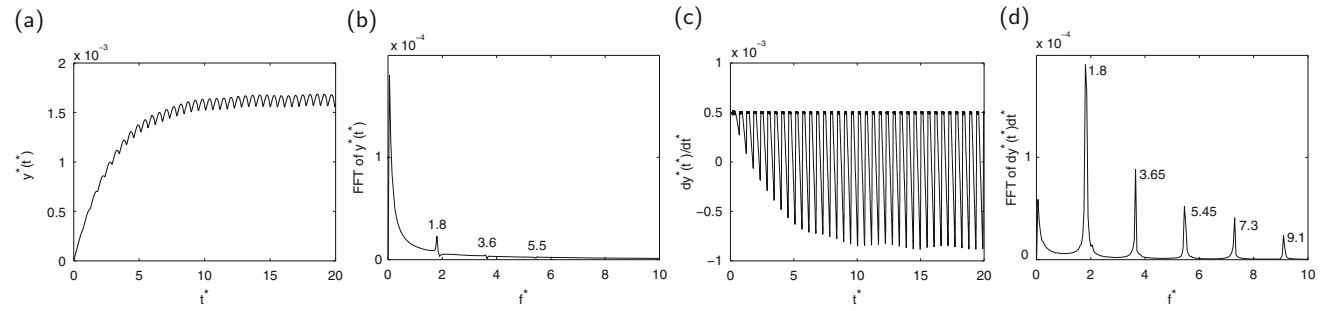 (a)
x 10⁻³
2
1.5
1
0.5
0
0 5 10 15 20
y*(t*)
t*
(b)
x 10⁻⁴
1
0
0 2 4 6 8 10
FFT of y*(t*)
f*
1.8
3.6
5.5
(c)
x 10⁻³
1
0.5
0
−0.5
−1
0 5 10 15 20
dy*(t*)/dt*
t*
(d)
x 10⁻⁴
1
0
0 2 4 6 8 10
FFT of dy*(t*)dt*
f*
1.8
3.65
5.45
7.3
9.1